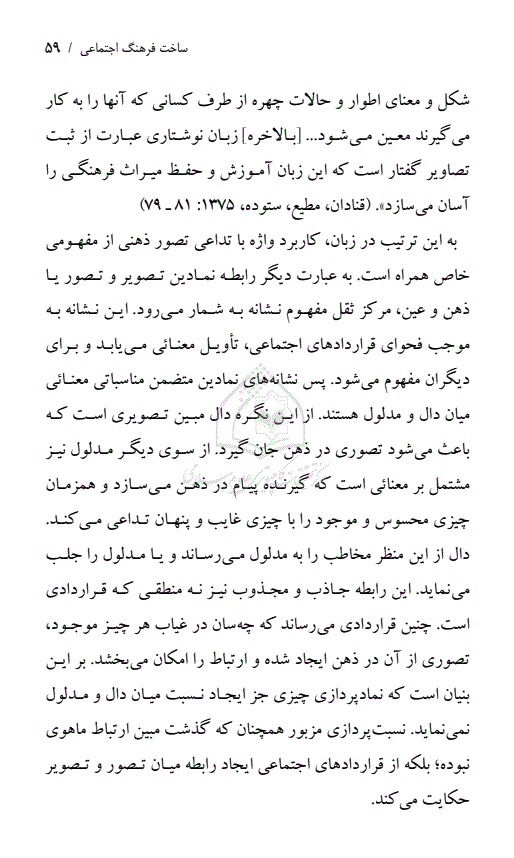 ساخت فرهنگ اجتماعی / ۵۹
شکل و معنای اطوار و حالات چهره از طرف کسانی که آنها را به کار
می‌گیرند معین می‌شود... [بالاخره] زبان نوشتاری عبارت از ثبت
تصاویر گفتار است که این زبان آموزش و حفظ میراث فرهنگی را
آسان می‌سازد». (قنادان، مطیع، ستوده، ۱۳۷۵: ۸۱ ـ ۷۹)
به این ترتیب در زبان، کاربرد واژه با تداعی تصور ذهنی از مفهومی
خاص همراه است. به عبارت دیگر رابطه نمادین تصویر و تصور یا
ذهن و عین، مرکز ثقل مفهوم نشانه به شمار می‌رود. این نشانه به
موجب فحوای قراردادهای اجتماعی، تأویل معنائی می‌یابد و برای
دیگران مفهوم می‌شود. پس نشانه‌های نمادین متضمن مناسباتی معنائی
میان دال و مدلول هستند. از این نگره دال مبین تصویری است که
باعث می‌شود تصوری در ذهن جان گیرد. از سوی دیگر مدلول نیز
مشتمل بر معنائی است که گیرنده پیام در ذهن می‌سازد و همزمان
چیزی محسوس و موجود را با چیزی غایب و پنهان تداعی می‌کند.
دال از این منظر مخاطب را به مدلول می‌رساند و یا مدلول را جلب
می‌نماید. این رابطه جاذب و مجذوب نیز نه منطقی که قراردادی
است. چنین قراردادی می‌رساند که چه‌سان در غیاب هر چیز موجود،
تصوری از آن در ذهن ایجاد شده و ارتباط را امکان می‌بخشد. بر این
بنیان است که نمادپردازی چیزی جز ایجاد نسبت میان دال و مدلول
نمی‌نماید. نسبت‌پردازی مزبور همچنان که گذشت مبین ارتباط ماهوی
نبوده؛ بلکه از قراردادهای اجتماعی ایجاد رابطه میان تصور و تصویر
حکایت می‌کند.